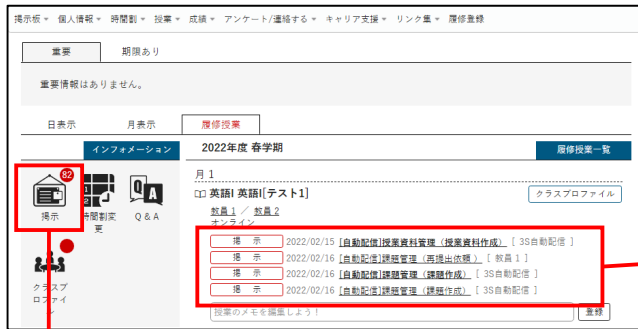 掲示板▼ 個人情報▼ 時間割▼ 授業▼ 成績▼ アンケート/連絡する▼ キャリア支援▼ リンク集▼ 履修登録
重要 期限あり
重要情報はありません。
日表示 月表示 履修授業
インフォメーション 2022年度 春学期 履修授業一覧
82
掲示
時間割変
更
Q & A
クラスプ
ロファイ
ル
月 1
英語I 英語I[テスト1] クラスプロファイル
教員1 ／ 教員2
オンライン
掲 示 2022/02/15 [自動配信]授業資料管理（授業資料作成） [ 3S自動配信 ]
掲 示 2022/02/16 [自動配信]課題管理（再提出依頼） [ 教員1 ]
掲 示 2022/02/16 [自動配信]課題管理（課題作成） [ 3S自動配信 ]
掲 示 2022/02/16 [自動配信]課題管理（課題作成） [ 3S自動配信 ]
授業のメモを編集しよう！ 登録